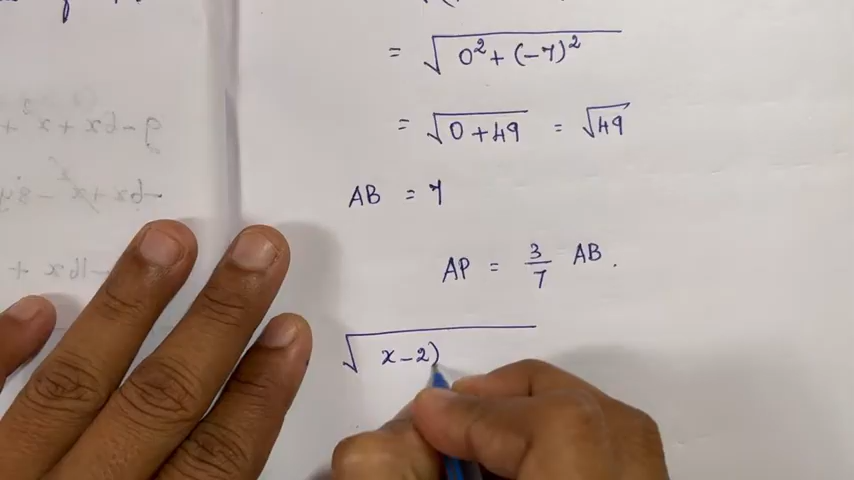 = √0² + (-7)²
= √0 + 49 = √49
AB = 7
AP = 3/7 AB.
√x - 2)